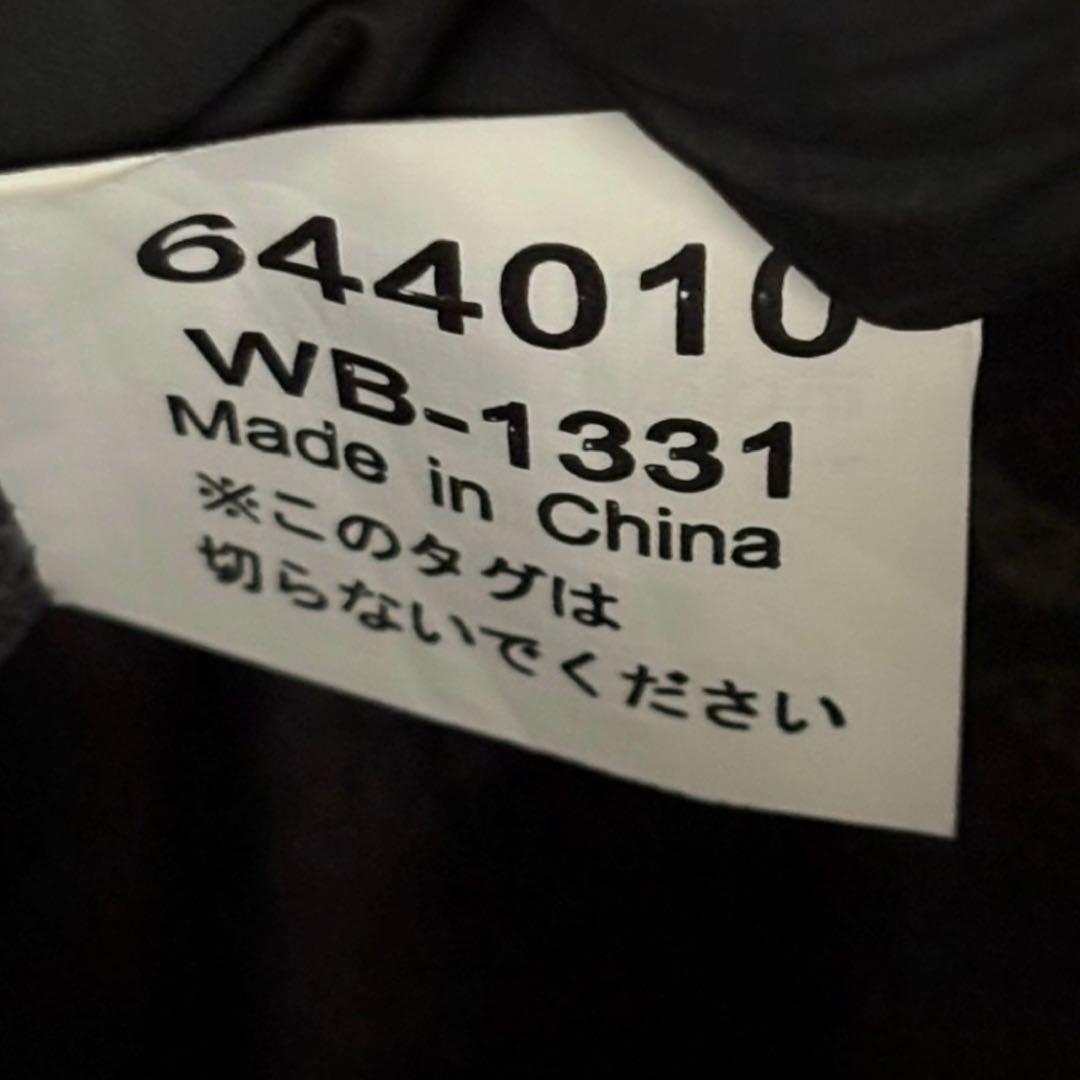 644010
WB-1331
Made in China
※このタグは
切らないでください